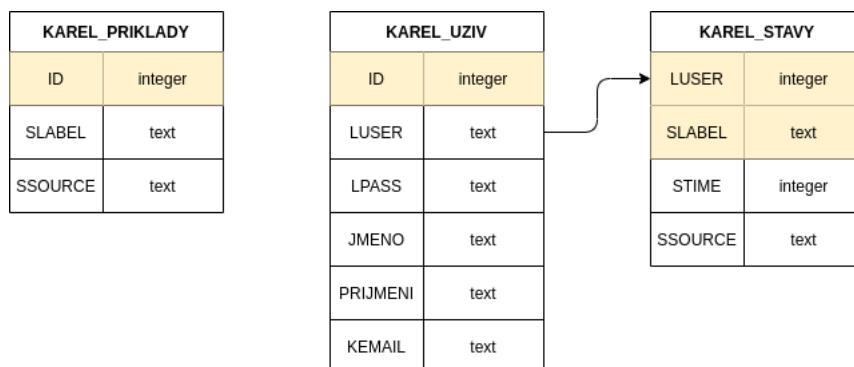 KAREL_PRIKLADY
ID integer
SLABEL text
SSOURCE text
KAREL_UZIV
ID integer
LUSER text
LPASS text
JMENO text
PRIJMENI text
KEMAIL text
KAREL_STAVY
LUSER integer
SLABEL text
STIME integer
SSOURCE text